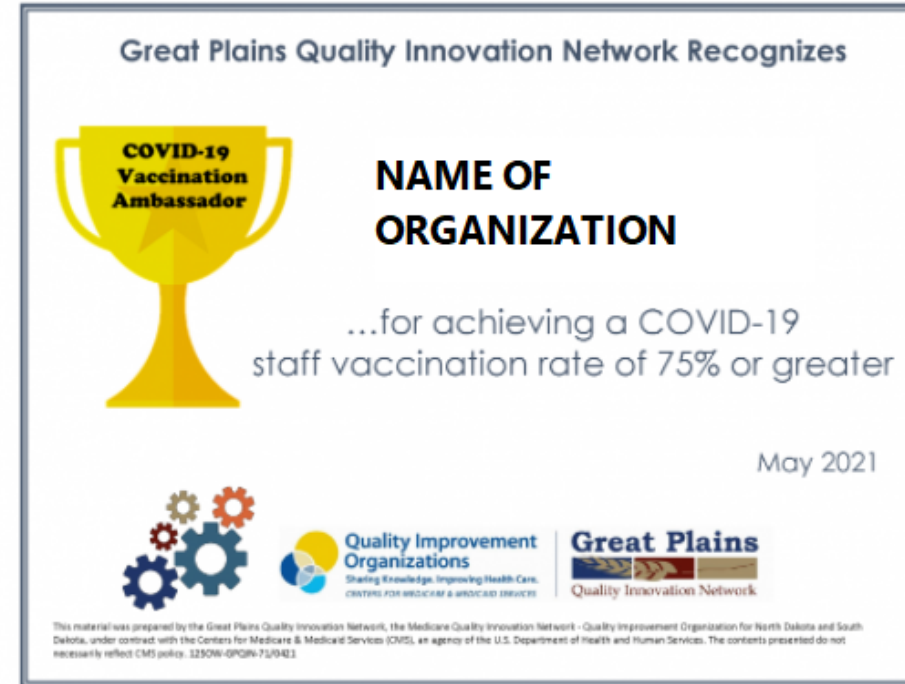 Great Plains Quality Innovation Network Recognizes
COVID-19
Vaccination
Ambassador
NAME OF
ORGANIZATION
...for achieving a COVID-19
staff vaccination rate of 75% or greater
May 2021
Quality Improvement
Organizations
Sharing Knowledge. Improving Health Care.
CENTERS FOR MEDICARE & MEDICAID SERVICES
Great Plains
Quality Innovation Network
This material was prepared by the Great Plains Quality Innovation Network, the Medicare Quality Innovation Network - Quality Improvement Organization for North Dakota and South
Dakota, under contract with the Centers for Medicare & Medicaid Services (CMS), an agency of the U.S. Department of Health and Human Services. The contents presented do not
necessarily reflect CMS policy. 12SOW-GPQIN-71/0421